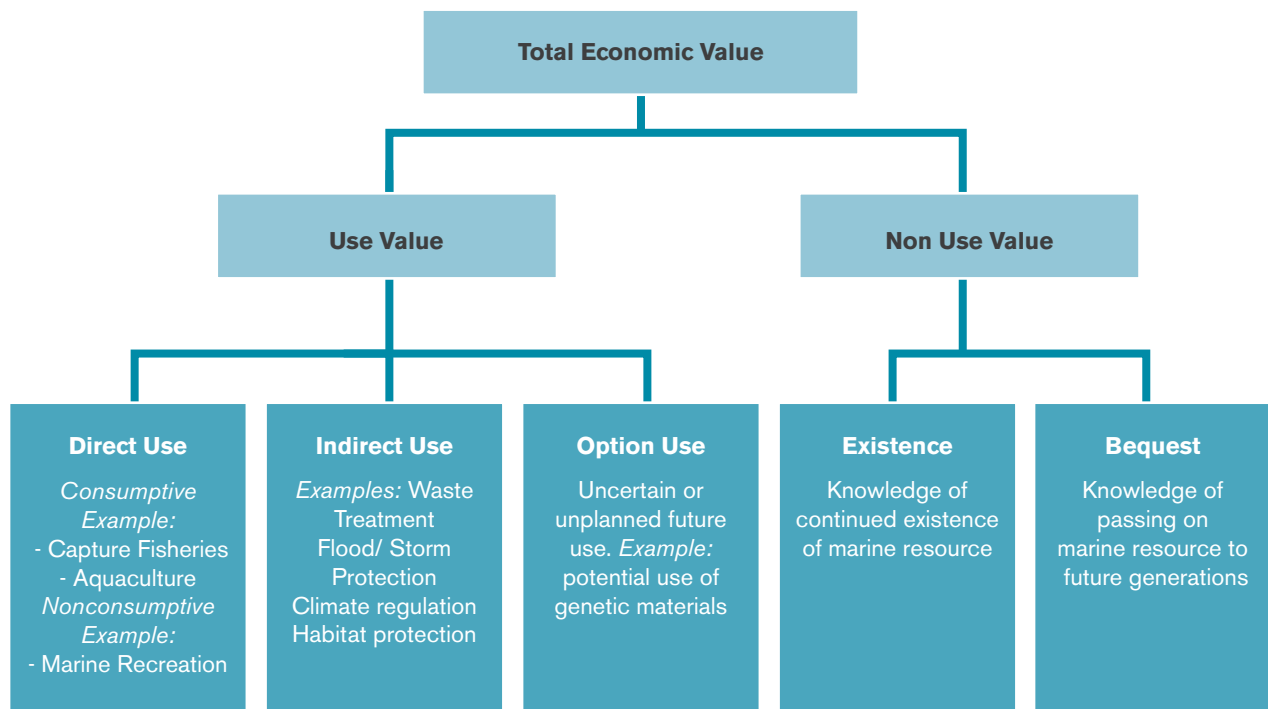 Total Economic Value
Use Value
Non Use Value
Direct Use
Consumptive
Example:
- Capture Fisheries
- Aquaculture
Nonconsumptive
Example:
- Marine Recreation
Indirect Use
Examples: Waste
Treatment
Flood/ Storm
Protection
Climate regulation
Habitat protection
Option Use
Uncertain or
unplanned future
use. Example:
potential use of
genetic materials
Existence
Knowledge of
continued existence
of marine resource
Bequest
Knowledge of
passing on
marine resource to
future generations